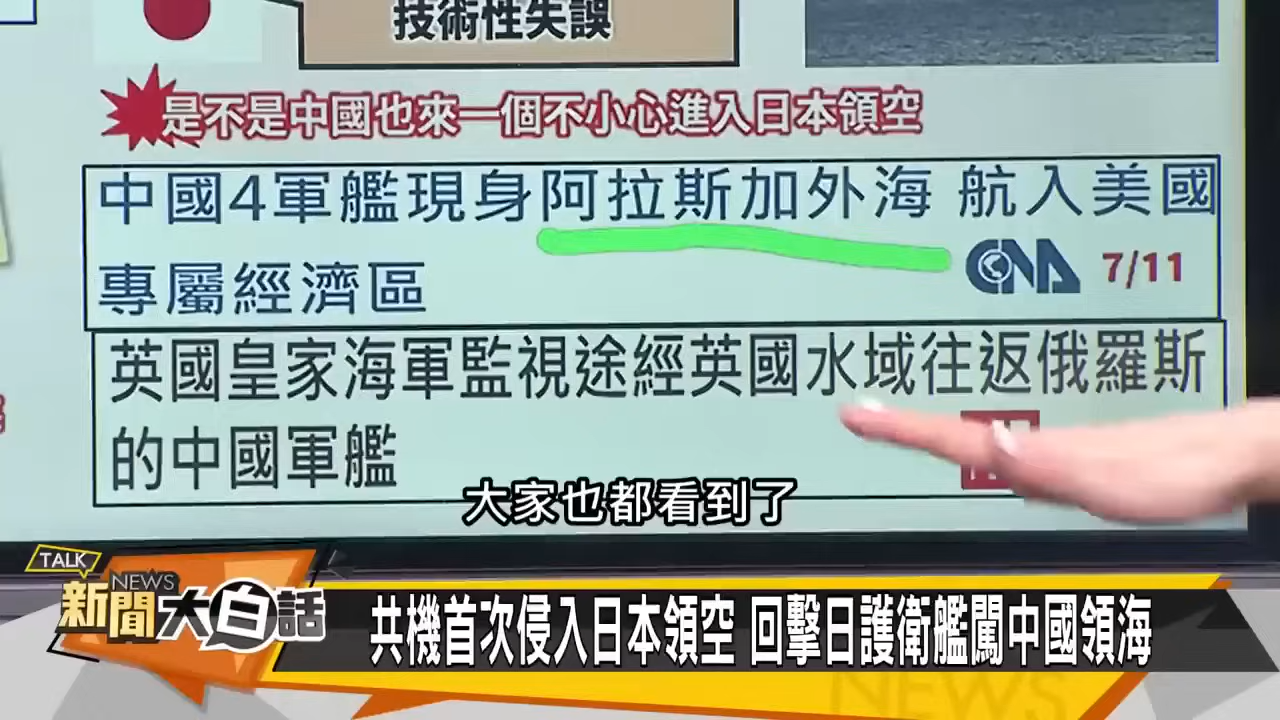 技術性失誤
是不是中國也來一個不小心進入日本領空
中國4軍艦現身阿拉斯加外海 航入美國
專屬經濟區
CNA 7/11
英國皇家海軍監視途經英國水域往返俄羅斯
的中國軍艦
大家也都看到了
TALK
NEWS
新聞大白話
共機首次侵入日本領空 回擊日護衛艦闖中國領海
NEWS